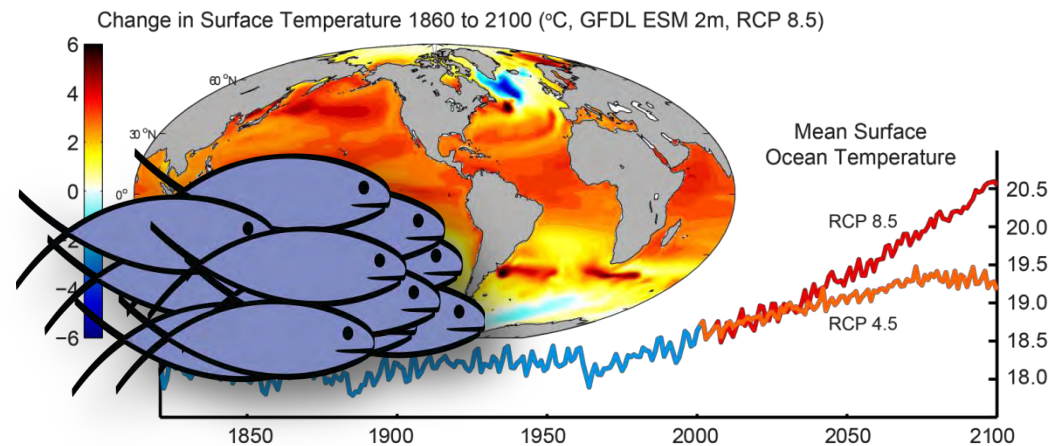 Change in Surface Temperature 1860 to 2100 (°C, GFDL ESM 2m, RCP 8.5)
6
4
2
0
−2
−4
−6
60°N
30°N
0°
Mean Surface
Ocean Temperature
RCP 8.5
RCP 4.5
20.5
20.0
19.5
19.0
18.5
18.0
1850
1900
1950
2000
2050
2100